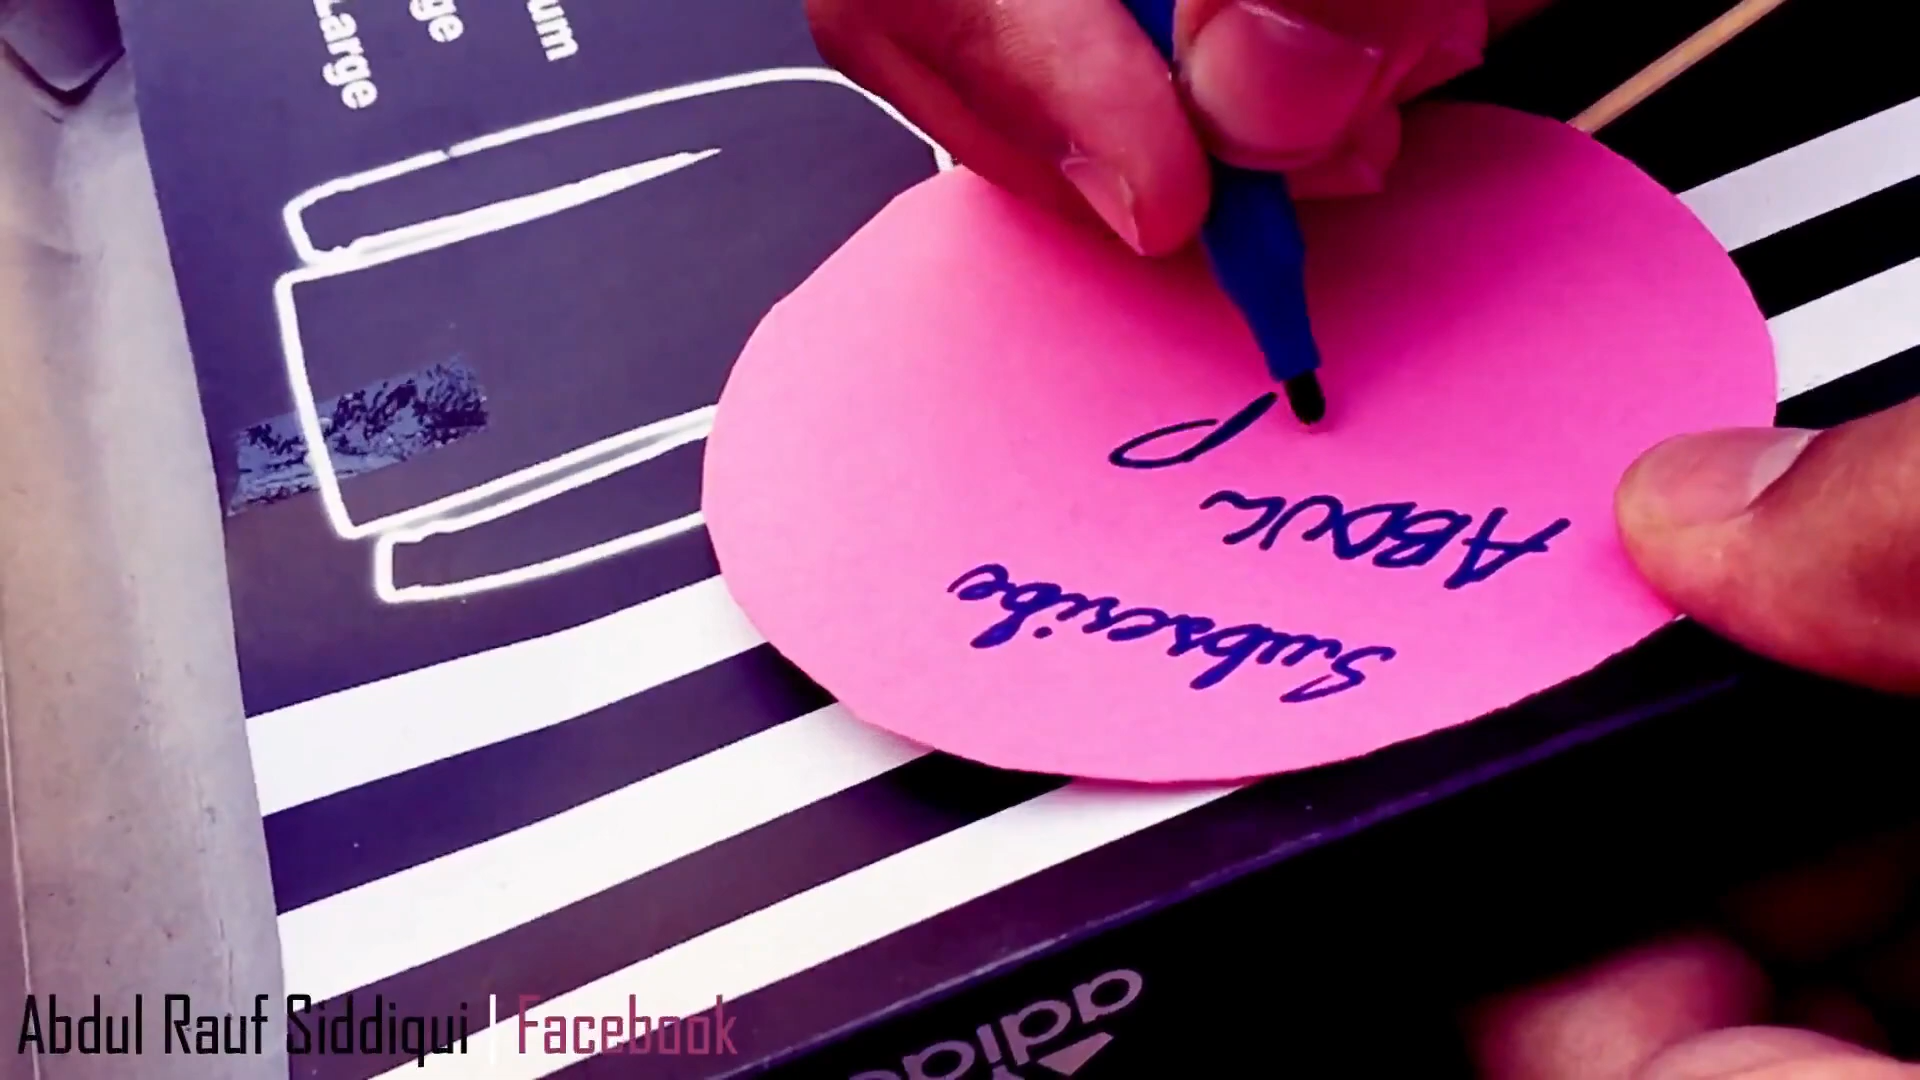 um
ge
Large
Subscribe
ABDUL
adidas
Abdul Rauf Siddiqui | Facebook